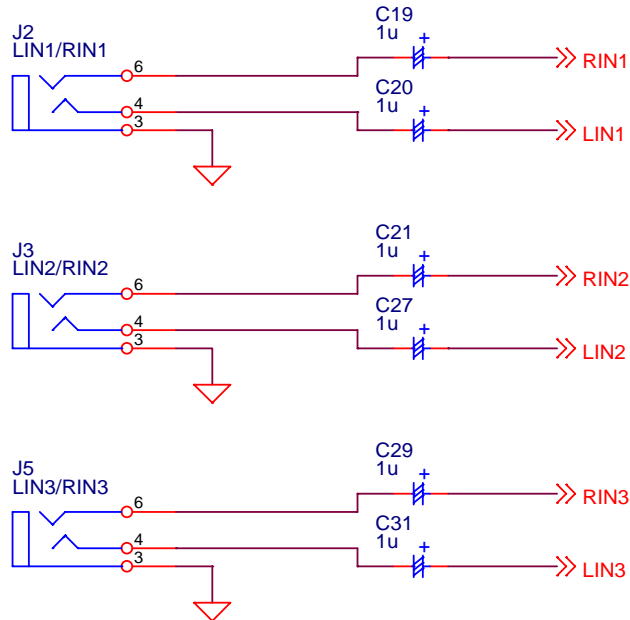 J2
LIN1/RIN1
6
4
3
C19
1u
+
RIN1
C20
1u
+
LIN1
J3
LIN2/RIN2
6
4
3
C21
1u
+
RIN2
C27
1u
+
LIN2
J5
LIN3/RIN3
6
4
3
C29
1u
+
RIN3
C31
1u
+
LIN3